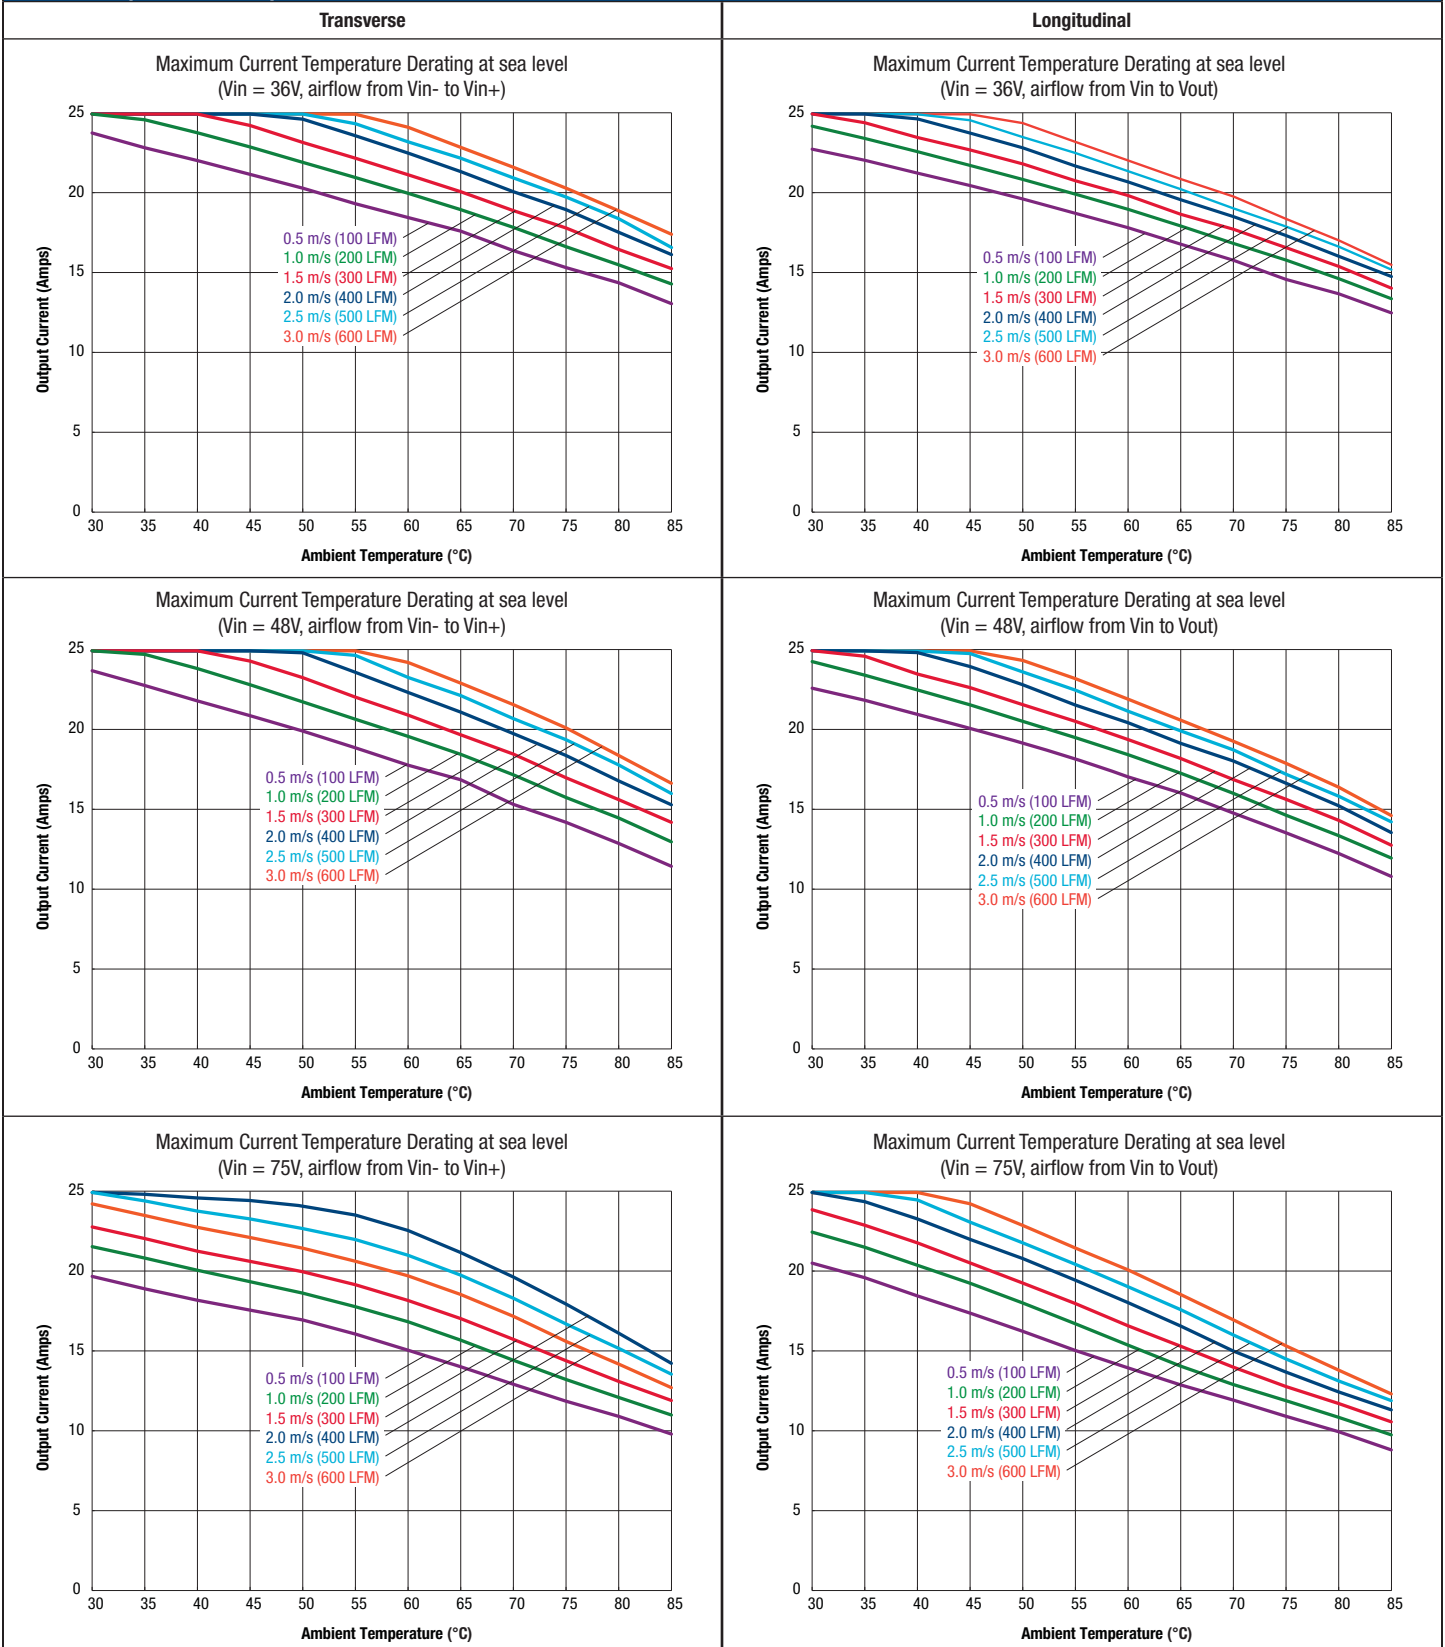 Transverse
Longitudinal
Maximum Current Temperature Derating at sea level
(Vin = 36V, airflow from Vin- to Vin+)
Output Current (Amps)
25
20
15
10
5
0
0.5 m/s (100 LFM)
1.0 m/s (200 LFM)
1.5 m/s (300 LFM)
2.0 m/s (400 LFM)
2.5 m/s (500 LFM)
3.0 m/s (600 LFM)
30 35 40 45 50 55 60 65 70 75 80 85
Ambient Temperature (°C)
Maximum Current Temperature Derating at sea level
(Vin = 36V, airflow from Vin to Vout)
Output Current (Amps)
25
20
15
10
5
0
0.5 m/s (100 LFM)
1.0 m/s (200 LFM)
1.5 m/s (300 LFM)
2.0 m/s (400 LFM)
2.5 m/s (500 LFM)
3.0 m/s (600 LFM)
30 35 40 45 50 55 60 65 70 75 80 85
Ambient Temperature (°C)
Maximum Current Temperature Derating at sea level
(Vin = 48V, airflow from Vin- to Vin+)
Output Current (Amps)
25
20
15
10
5
0
0.5 m/s (100 LFM)
1.0 m/s (200 LFM)
1.5 m/s (300 LFM)
2.0 m/s (400 LFM)
2.5 m/s (500 LFM)
3.0 m/s (600 LFM)
30 35 40 45 50 55 60 65 70 75 80 85
Ambient Temperature (°C)
Maximum Current Temperature Derating at sea level
(Vin = 48V, airflow from Vin to Vout)
Output Current (Amps)
25
20
15
10
5
0
0.5 m/s (100 LFM)
1.0 m/s (200 LFM)
1.5 m/s (300 LFM)
2.0 m/s (400 LFM)
2.5 m/s (500 LFM)
3.0 m/s (600 LFM)
30 35 40 45 50 55 60 65 70 75 80 85
Ambient Temperature (°C)
Maximum Current Temperature Derating at sea level
(Vin = 75V, airflow from Vin- to Vin+)
Output Current (Amps)
25
20
15
10
5
0
0.5 m/s (100 LFM)
1.0 m/s (200 LFM)
1.5 m/s (300 LFM)
2.0 m/s (400 LFM)
2.5 m/s (500 LFM)
3.0 m/s (600 LFM)
30 35 40 45 50 55 60 65 70 75 80 85
Ambient Temperature (°C)
Maximum Current Temperature Derating at sea level
(Vin = 75V, airflow from Vin to Vout)
Output Current (Amps)
25
20
15
10
5
0
0.5 m/s (100 LFM)
1.0 m/s (200 LFM)
1.5 m/s (300 LFM)
2.0 m/s (400 LFM)
2.5 m/s (500 LFM)
3.0 m/s (600 LFM)
30 35 40 45 50 55 60 65 70 75 80 85
Ambient Temperature (°C)